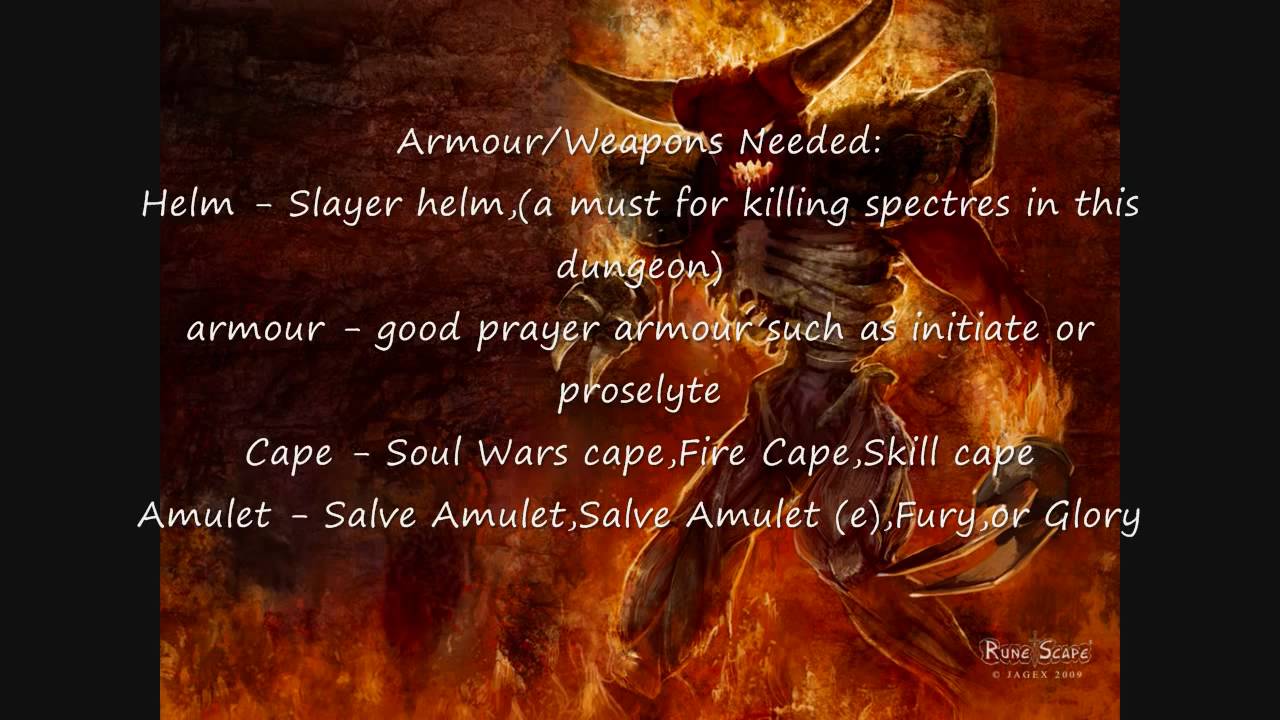 Armour/Weapons Needed:
Helm - Slayer helm,(a must for killing spectres in this
dungeon)
armour - good prayer armour such as initiate or
proselyte
Cape - Soul Wars cape,Fire Cape,Skill cape
Amulet - Salve Amulet,Salve Amulet (e),Fury,or Glory
RUNE SCAPE
© JAGEX 2009